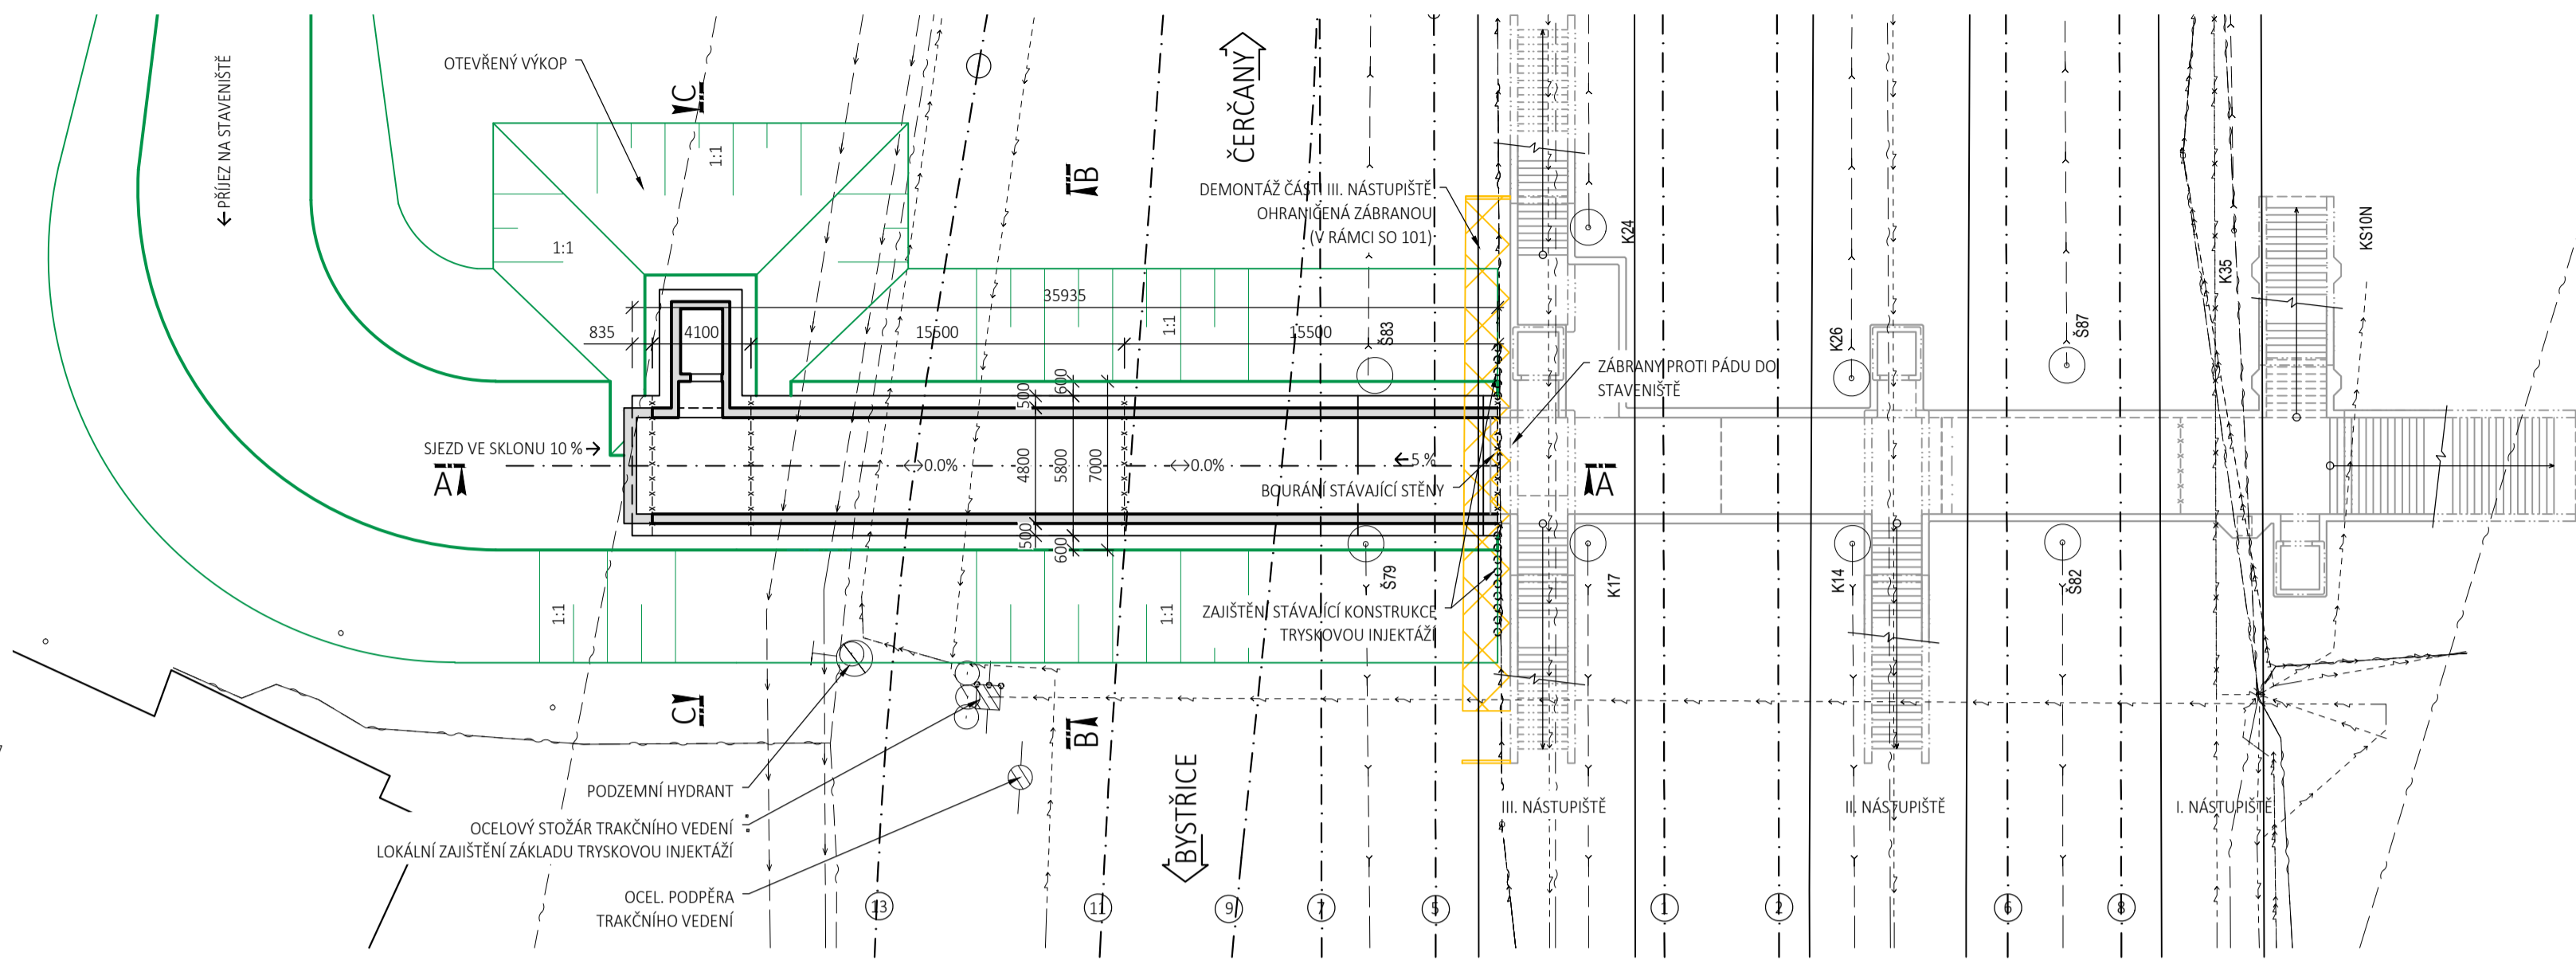 OTEVŘENÝ VÝKOP
←PŘÍJEZ NA STAVENIŠTĚ
C
1:1
1:1
ČERČANY
B
DEMONTÁŽ ČÁSTI III. NÁSTUPIŠTĚ
OHRANIČENÁ ZÁBRANOU
(V RÁMCI SO 101)
K24
K35
KS10N
35935
835
4100
15500
1:1
15500
Š83
K26
Š87
ZÁBRANY PROTI PÁDU DO
STAVENIŠTĚ
600
500
SJEZD VE SKLONU 10 % →
A
↔0.0%
4800
5800
7000
↔0.0%
←5.%
A
BOURÁNÍ STÁVAJÍCÍ STĚNY
500
600
Š79
K17
K14
Š82
1:1
1:1
ZAJIŠTĚNÍ STÁVAJÍCÍ KONSTRUKCE
TRYSKOVOU INJEKTÁŽÍ
C
B
BYSTŘICE
PODZEMNÍ HYDRANT
OCELOVÝ STOŽÁR TRAKČNÍHO VEDENÍ
LOKÁLNÍ ZAJIŠTĚNÍ ZÁKLADU TRYSKOVOU INJEKTÁŽÍ
OCEL. PODPĚRA
TRAKČNÍHO VEDENÍ
III. NÁSTUPIŠTĚ
II. NÁSTUPIŠTĚ
I. NÁSTUPIŠTĚ
13
11
9
7
5
1
2
6
8